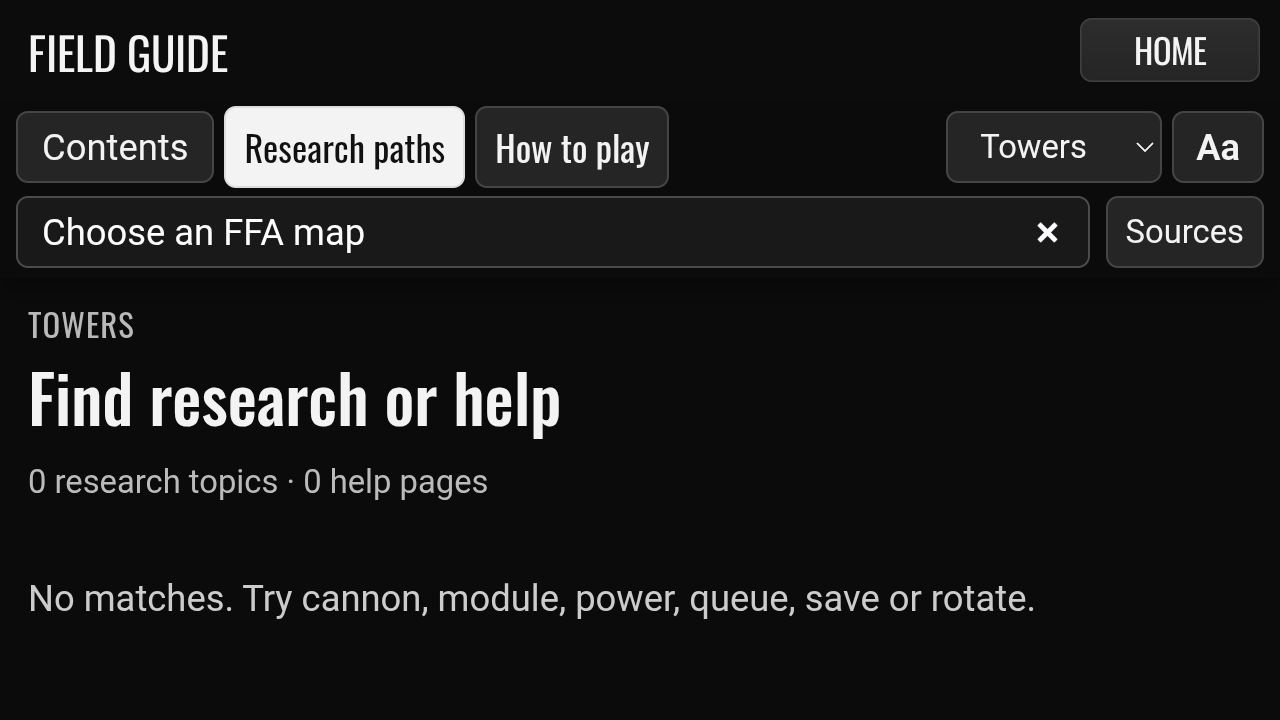 FIELD GUIDE
HOME
Contents
Research paths
How to play
Towers
Aa
Choose an FFA map
×
Sources
TOWERS
Find research or help
0 research topics · 0 help pages
No matches. Try cannon, module, power, queue, save or rotate.